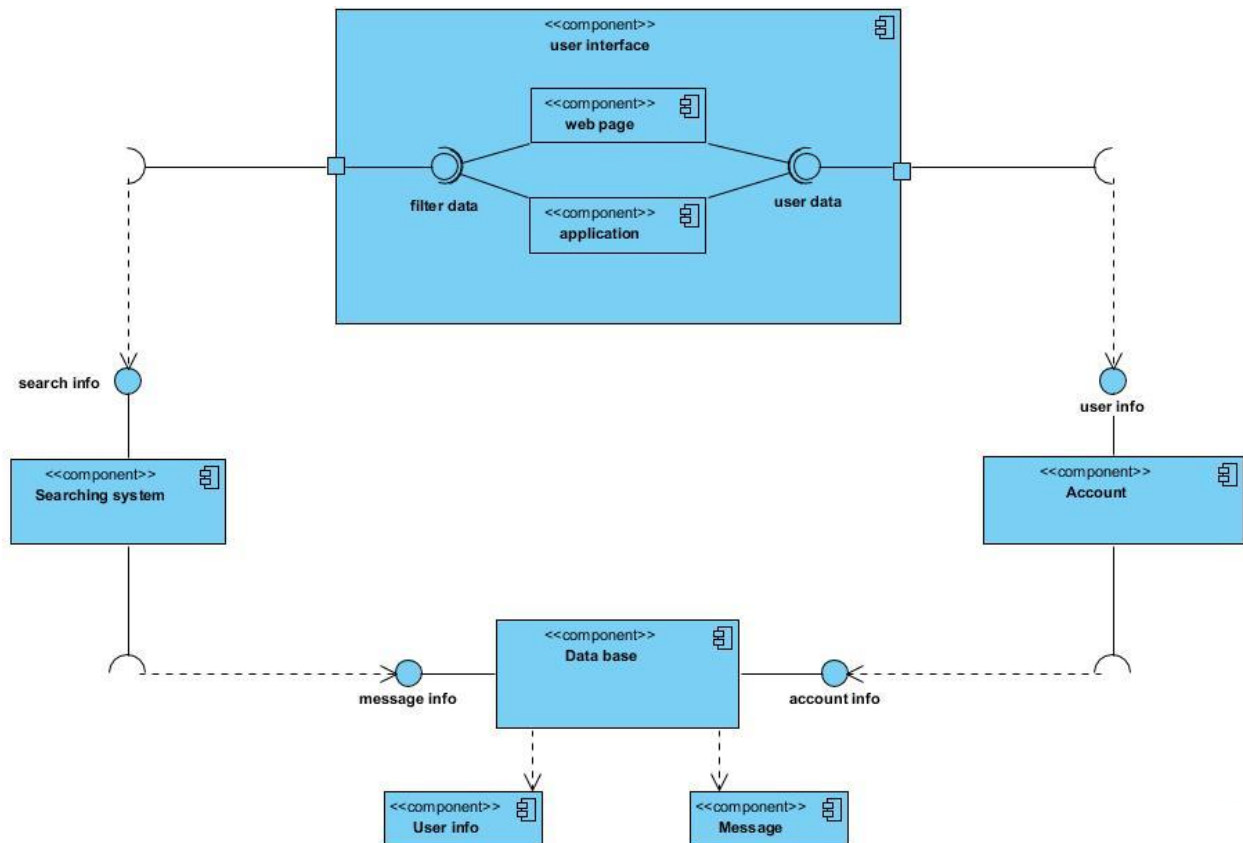 <<component>>
user interface
<<component>>
web page
filter data
user data
<<component>>
application
search info
user info
<<component>>
Searching system
<<component>>
Account
<<component>>
Data base
message info
account info
<<component>>
User info
<<component>>
Message